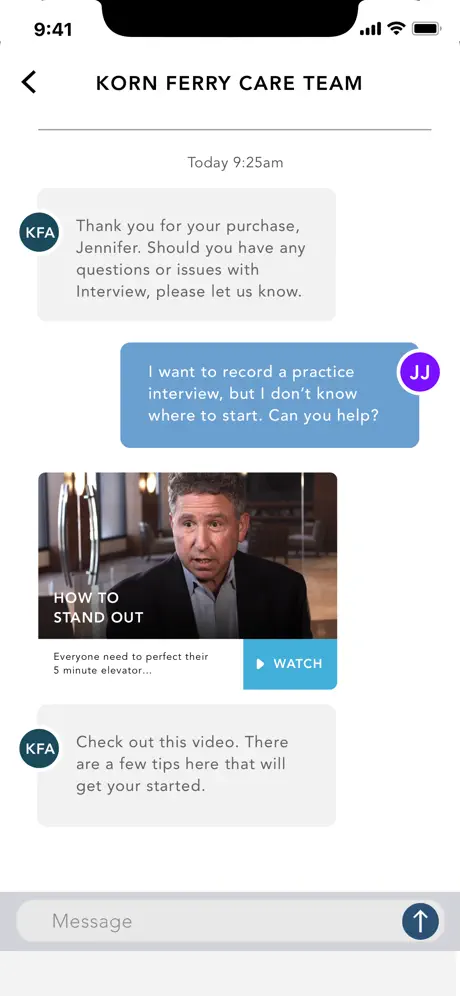 9:41
KORN FERRY CARE TEAM
Today 9:25am
KFA
Thank you for your purchase,
Jennifer. Should you have any
questions or issues with
Interview, please let us know.
JJ
I want to record a practice
interview, but I don't know
where to start. Can you help?
HOW TO
STAND OUT
Everyone need to perfect their
5 minute elevator...
WATCH
KFA
Check out this video. There
are a few tips here that will
get your started.
Message